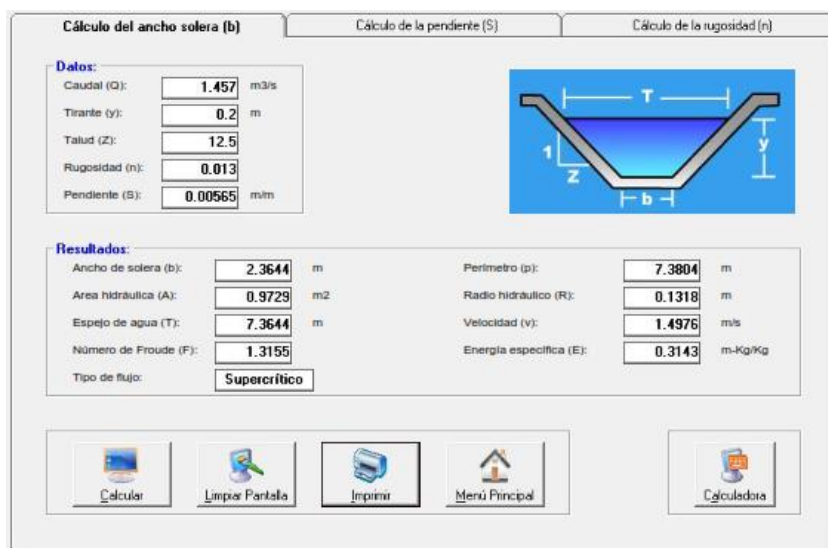 Cálculo del ancho solera (b) Cálculo de la pendiente (S) Cálculo de la rugosidad (n)
Datos:
Caudal (Q): 1.457 m3/s
Tirante (y): 0.2 m
Talud (Z): 12.5
Rugosidad (n): 0.013
Pendiente (S): 0.00565 m/m
T
y
1
Z
b
Resultados:
Ancho de solera (b): 2.3644 m Perímetro (p): 7.3804 m
Area hidráulica (A): 0.9729 m2 Radio hidráulico (R): 0.1318 m
Espejo de agua (T): 7.3644 m Velocidad (v): 1.4976 m/s
Número de Froude (F): 1.3155 Energía específica (E): 0.3143 m-Kg/Kg
Tipo de flujo: Supercrítico
Calcular Limpiar Pantalla Imprimir Menú Principal Calculadora